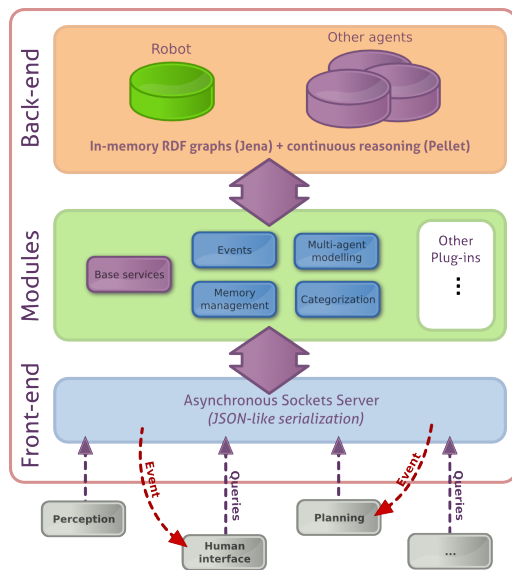 Back-end
Robot
Other agents
In-memory RDF graphs (Jena) + continuous reasoning (Pellet)
Modules
Base services
Events
Multi-agent
modelling
Memory
management
Categorization
Other
Plug-ins
...
Front-end
Asynchronous Sockets Server
(JSON-like serialization)
Event
Queries
Event
Queries
Perception
Human
interface
Planning
...